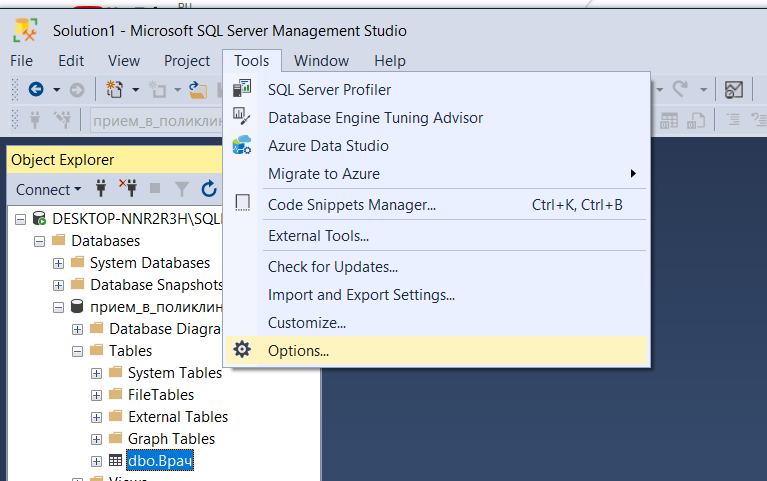 RU
Solution1 - Microsoft SQL Server Management Studio
File Edit View Project Tools Window Help
прием_в_поликлин
SQL Server Profiler
Database Engine Tuning Advisor
Azure Data Studio
Migrate to Azure
Code Snippets Manager... Ctrl+K, Ctrl+B
External Tools...
Check for Updates...
Import and Export Settings...
Customize...
Options...
Object Explorer
Connect
DESKTOP-NNR2R3H\SQL
Databases
System Databases
Database Snapshots
прием_в_поликлин
Database Diagra
Tables
System Tables
FileTables
External Tables
Graph Tables
dbo.Врач
Views